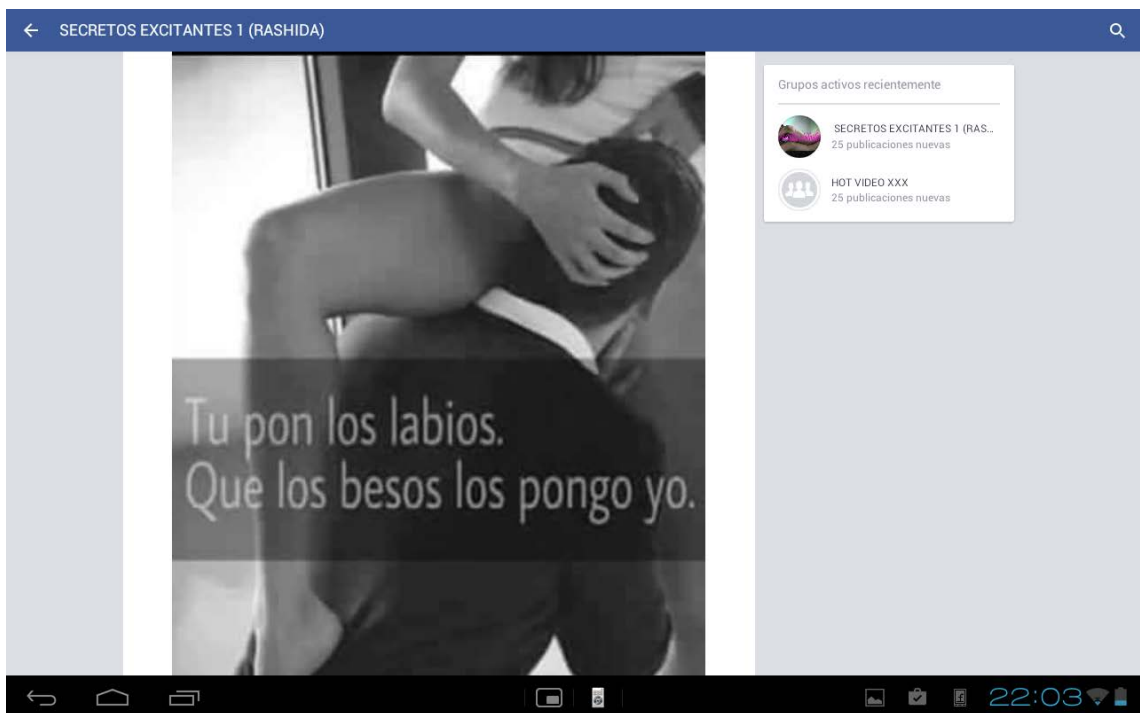 SECRETOS EXCITANTES 1 (RASHIDA)
Tu pon los labios.
Que los besos los pongo yo.
Grupos activos recientemente
SECRETOS EXCITANTES 1 (RAS...
25 publicaciones nuevas
HOT VIDEO XXX
25 publicaciones nuevas
22:03